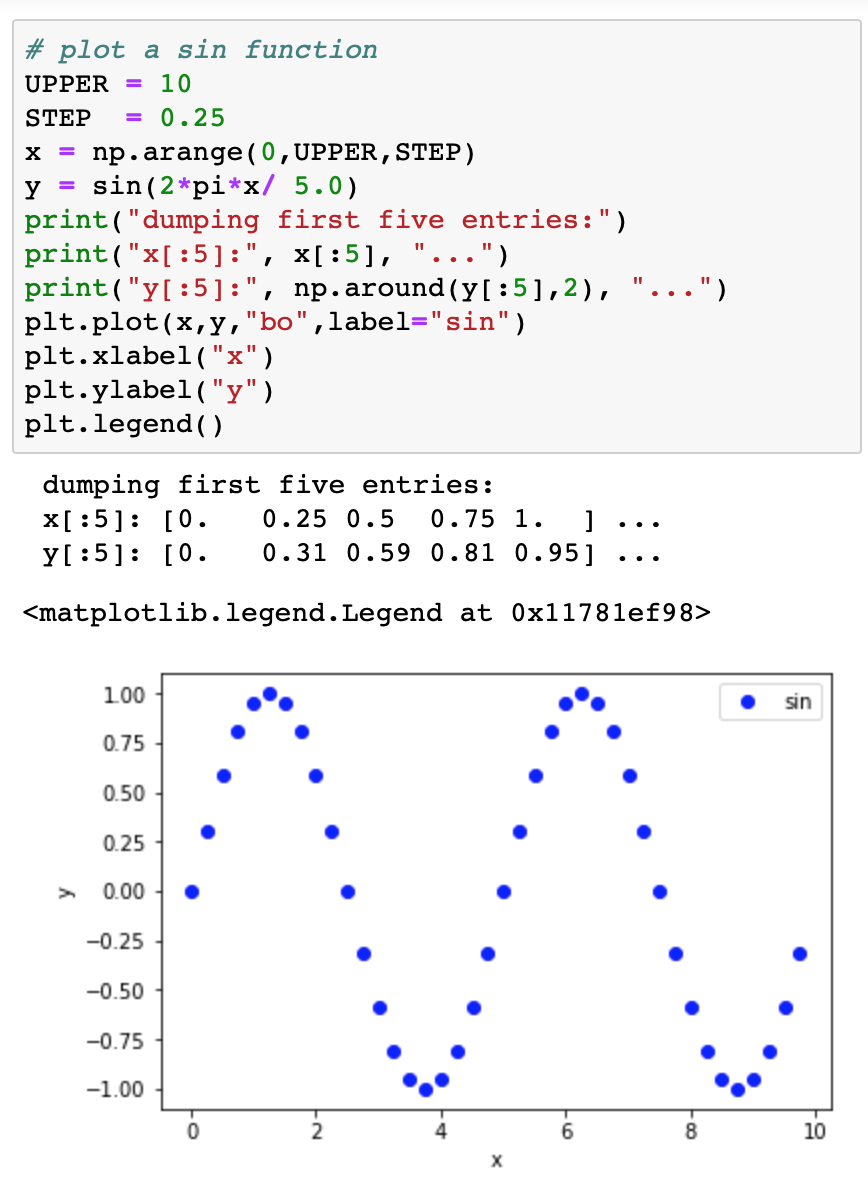 # plot a sin function
UPPER = 10
STEP  = 0.25
x = np.arange(0,UPPER,STEP)
y = sin(2*pi*x/ 5.0)
print("dumping first five entries:")
print("x[:5]:", x[:5], "...")
print("y[:5]:", np.around(y[:5],2), "...")
plt.plot(x,y,"bo",label="sin")
plt.xlabel("x")
plt.ylabel("y")
plt.legend()
dumping first five entries:
x[:5]: [0.   0.25 0.5  0.75 1.  ] ...
y[:5]: [0.   0.31 0.59 0.81 0.95] ...
<matplotlib.legend.Legend at 0x11781ef98>
sin
1.00
0.75
0.50
0.25
0.00
−0.25
−0.50
−0.75
−1.00
y
0 2 4 6 8 10
x